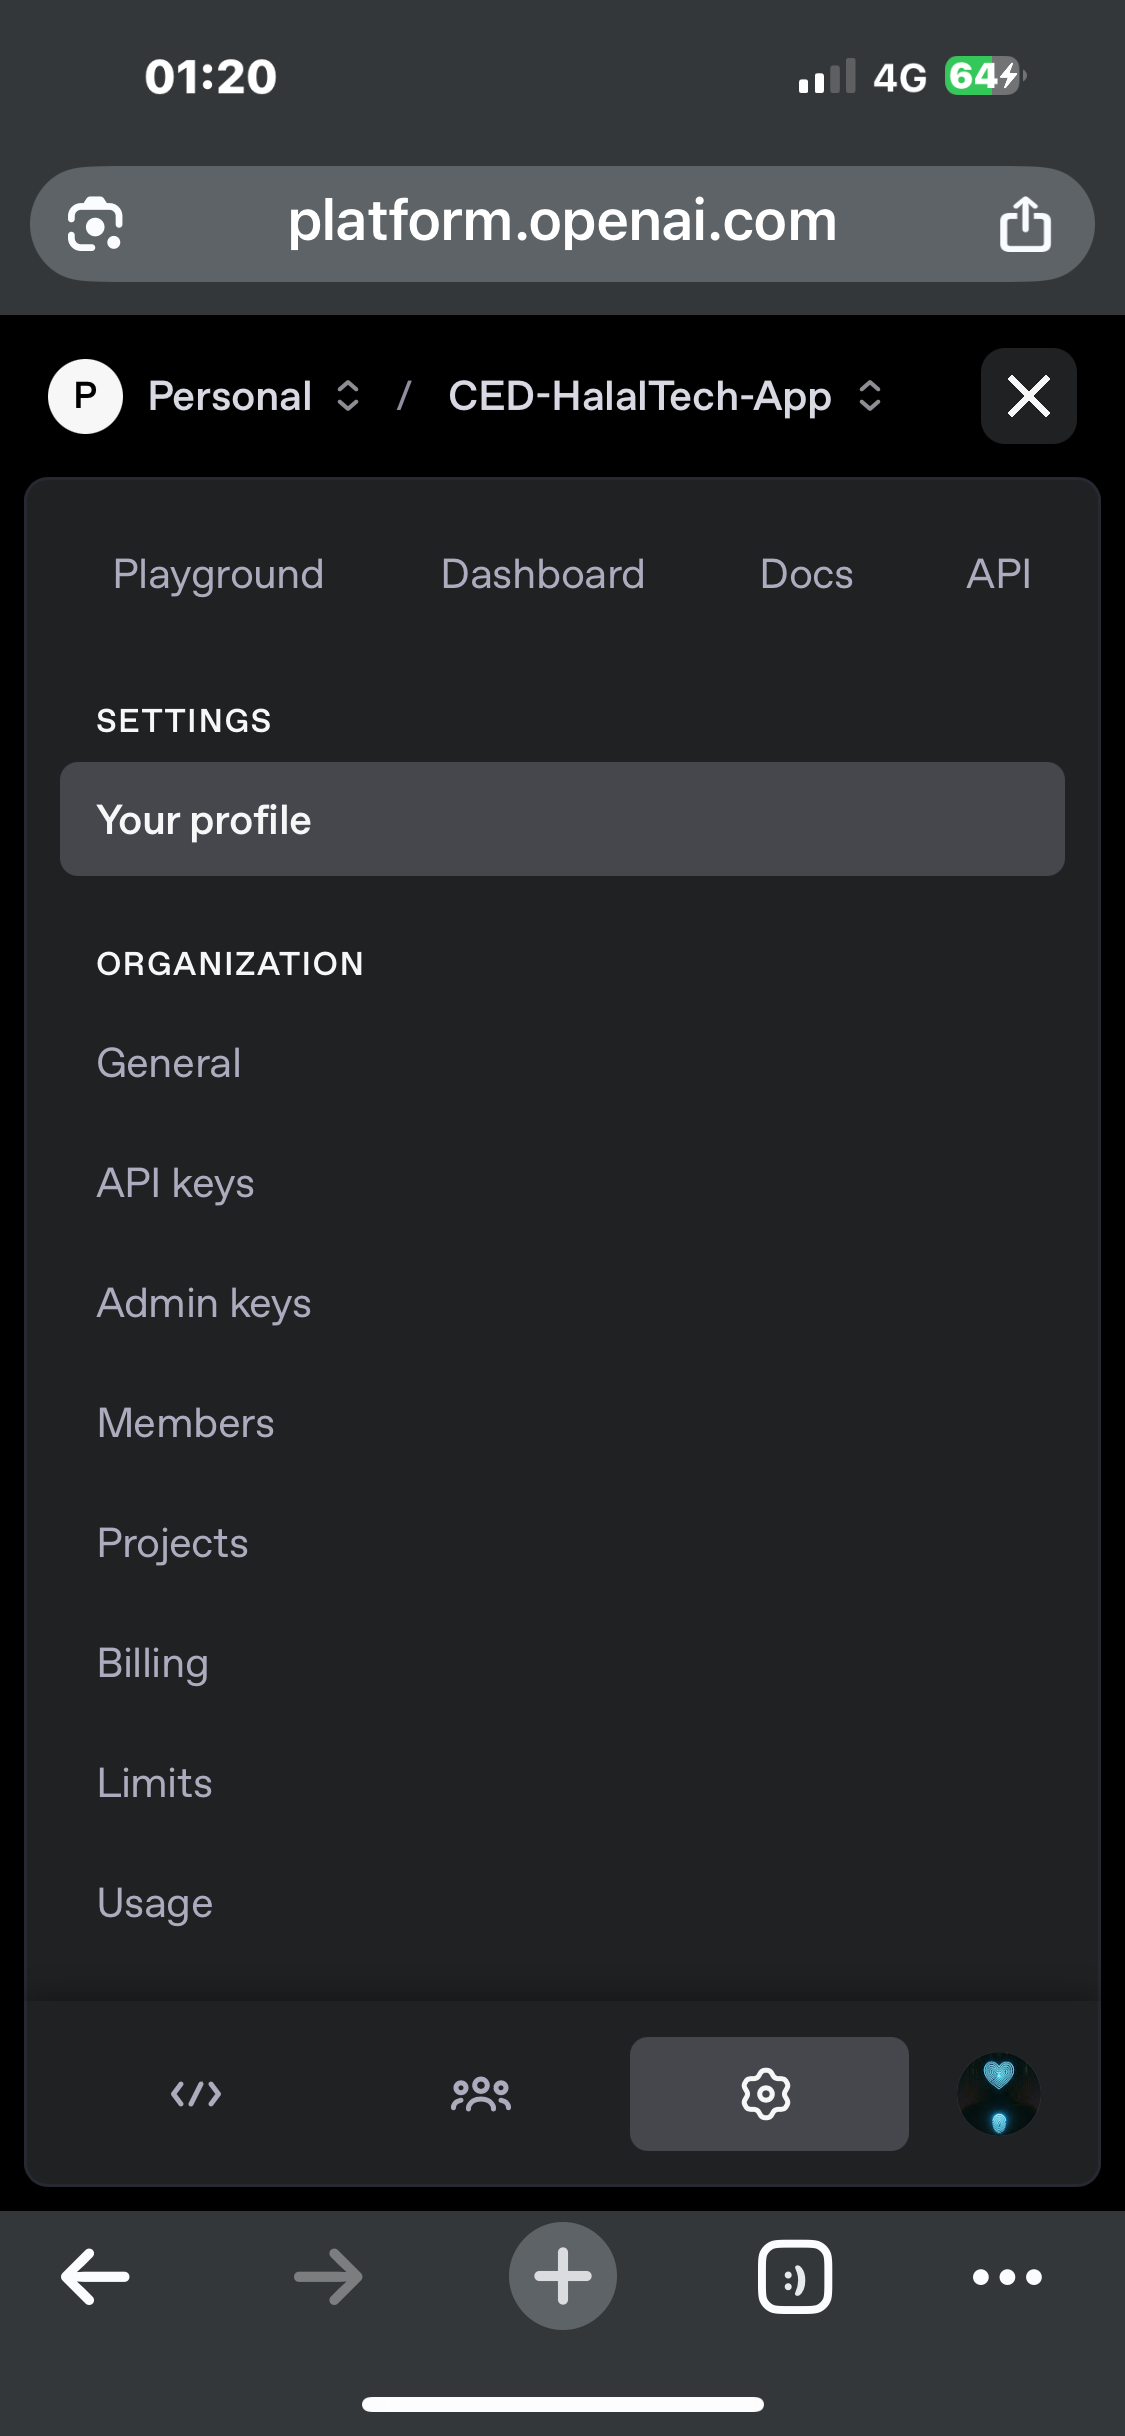 01:20 4G 64
platform.openai.com
P Personal / CED-HalalTech-App
Playground Dashboard Docs API
SETTINGS
Your profile
ORGANIZATION
General
API keys
Admin keys
Members
Projects
Billing
Limits
Usage
:)